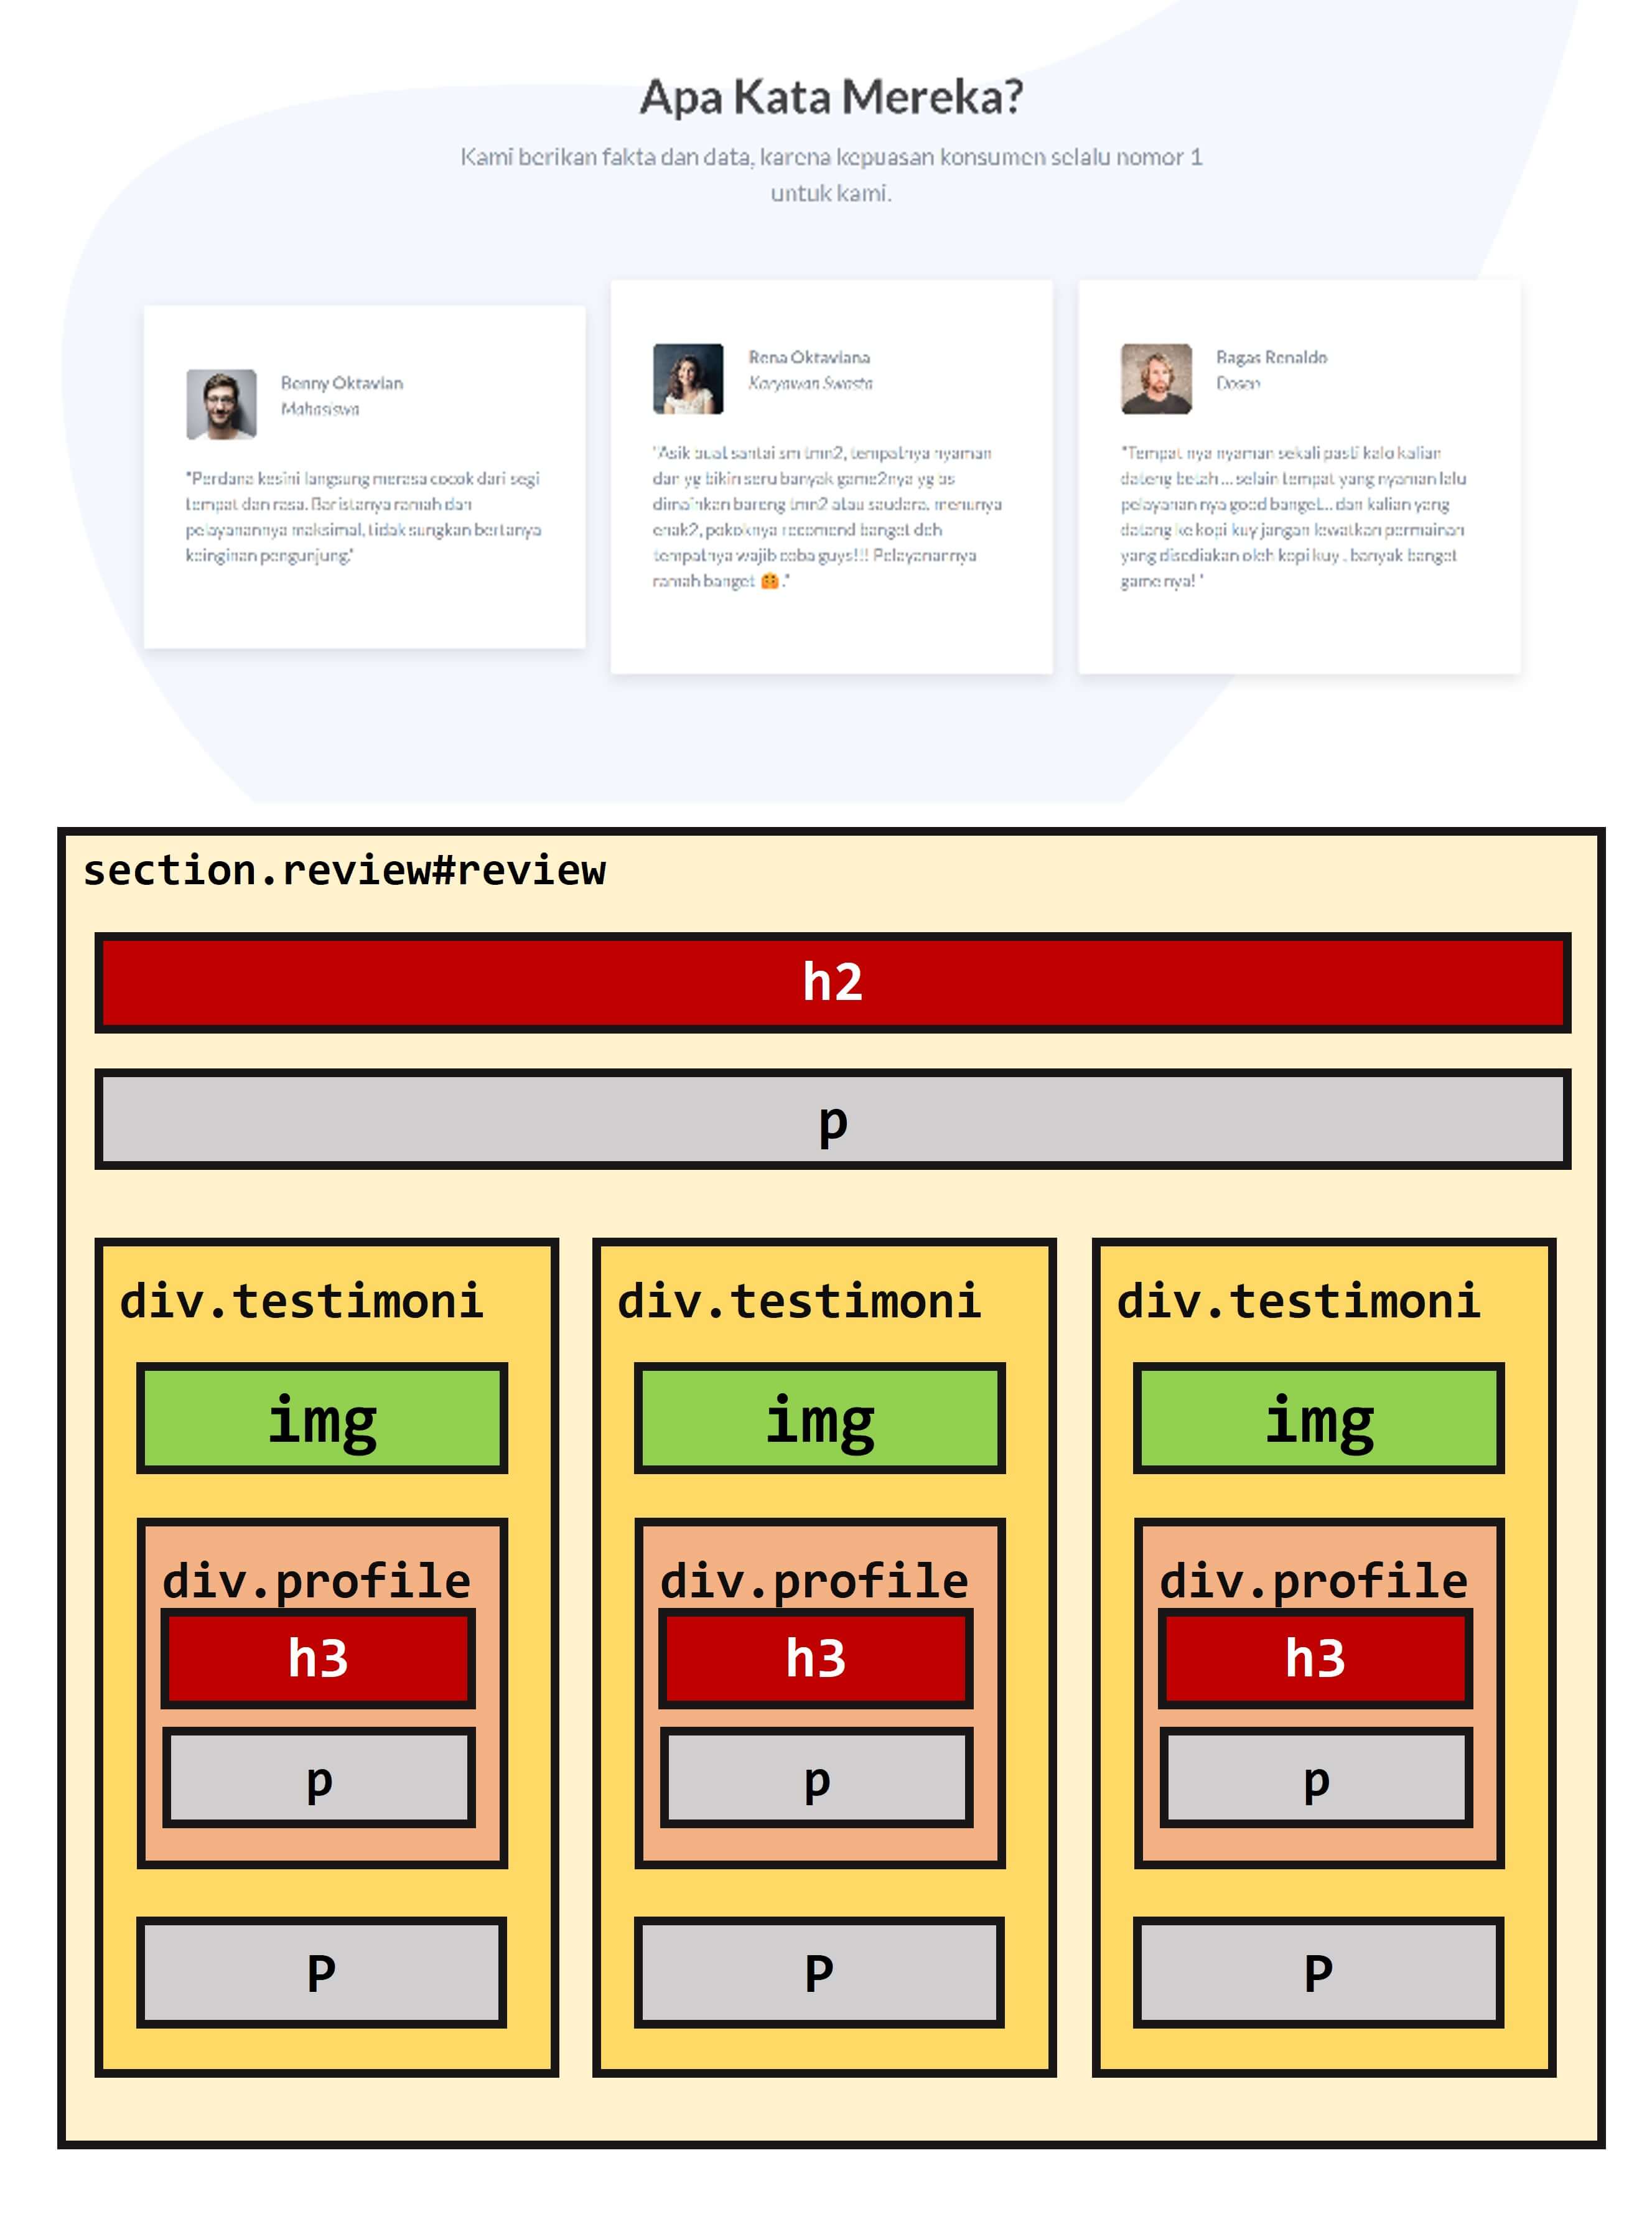 Apa Kata Mereka?
Kami berikan fakta dan data, karena kepuasan konsumen selalu nomor 1
untuk kami.
Benny Oktavian
Mahasiswa
"Perdana kesini langsung merasa cocok dari segi
tempat dan rasa. Baristanya ramah dan
pelayanannya maksimal, tidak sungkan bertanya
keinginan pengunjung."
Rena Oktaviana
Karyawan Swasta
"Asik buat santai sm tmn2, tempatnya nyaman
dan yg bikin seru banyak game2nya yg bs
dimainkan bareng tmn2 atau saudara. menunya
enak2, pokoknya recomend banget deh
tempatnya wajib coba guys!!! Pelayanannya
ramah banget 🤗."
Bagas Renaldo
Dosen
"Tempat nya nyaman sekali pasti kalo kalian
dateng betah ... selain tempat yang nyaman lalu
pelayanan nya good banget... dan kalian yang
datang ke kopi kuy jangan lewatkan permainan
yang disediakan oleh kopi kuy , banyak banget
game nya! "
section.review#review
h2
p
div.testimoni div.testimoni div.testimoni
img img img
div.profile div.profile div.profile
h3 h3 h3
p p p
P P P